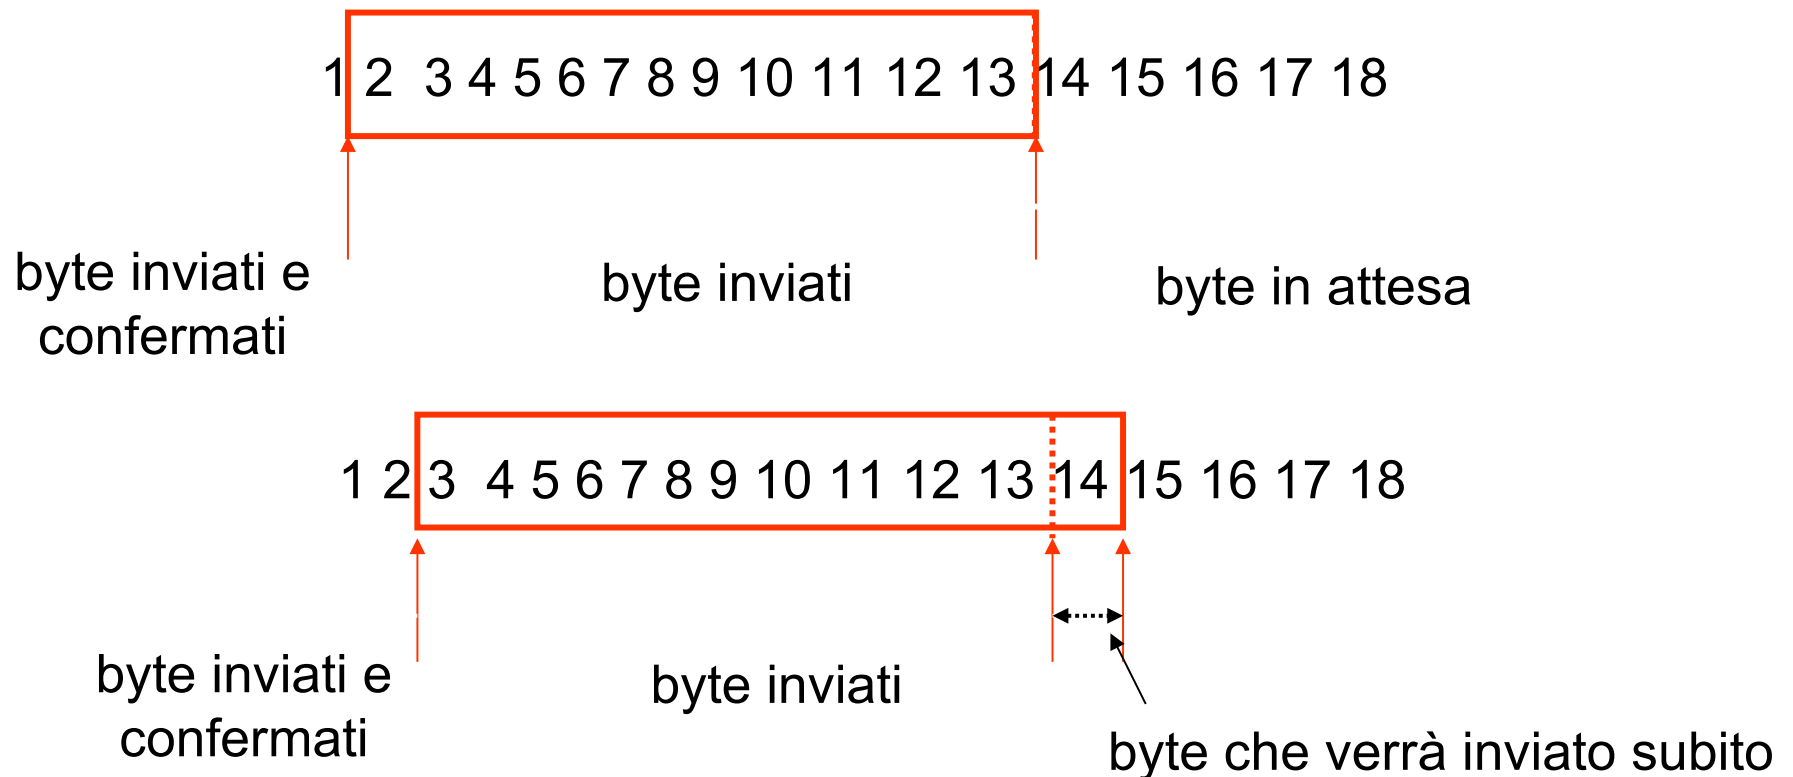 1 2 3 4 5 6 7 8 9 10 11 12 13 14 15 16 17 18
byte inviati e
confermati
byte inviati
byte in attesa
1 2 3 4 5 6 7 8 9 10 11 12 13 14 15 16 17 18
byte inviati e
confermati
byte inviati
byte che verrà inviato subito